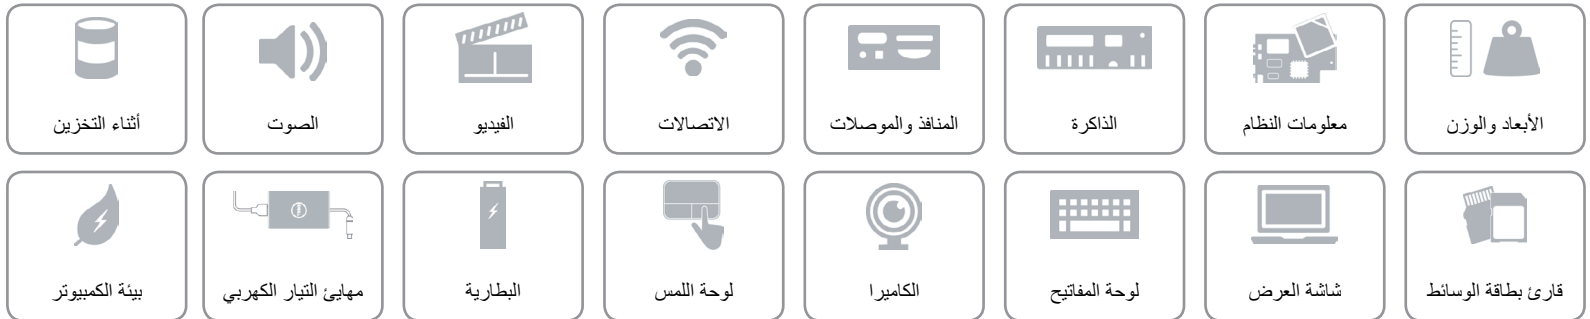 الأبعاد والوزن
معلومات النظام
الذاكرة
المنافذ والموصلات
الاتصالات
الفيديو
الصوت
أثناء التخزين
قارئ بطاقة الوسائط
شاشة العرض
لوحة المفاتيح
الكاميرا
لوحة اللمس
البطارية
مهايئ التيار الكهربي
بيئة الكمبيوتر